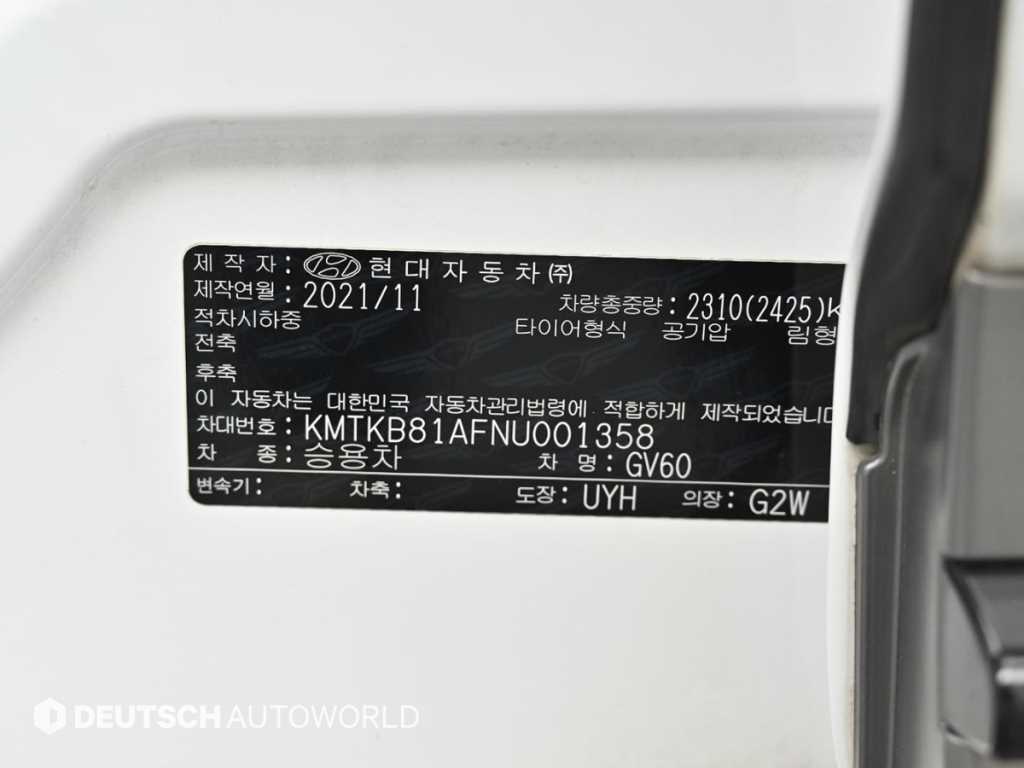 제 작 자 : 현대자동차㈜
제작연월 : 2021/11 차량총중량 : 2310(2425)K
적차시하중 타이어형식 공기압 림형
전축
후축
이 자동차는 대한민국 자동차관리법령에 적합하게 제작되었습
차대번호 : KMTKB81AFNU001358
차 종 : 승용차 차 명 : GV60
변속기 : 차축 : 도장 : UYH 의장 : G2W
DEUTSCH AUTOWORLD